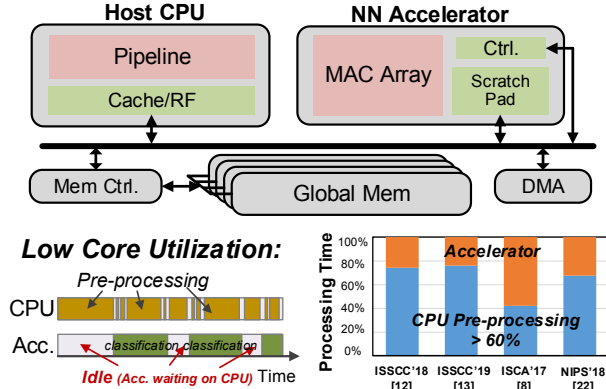 Host CPU
Pipeline
Cache/RF
NN Accelerator
MAC Array
Ctrl.
Scratch
Pad
Mem Ctrl.
Global Mem
DMA
Low Core Utilization:
Pre-processing
CPU
Acc.
classification classification
Idle (Acc. waiting on CPU)
Time
Processing Time
100%
80%
60%
40%
20%
0%
Accelerator
CPU Pre-processing
> 60%
ISSCC'18
[12]
ISSCC'19
[13]
ISCA'17
[8]
NIPS'18
[22]